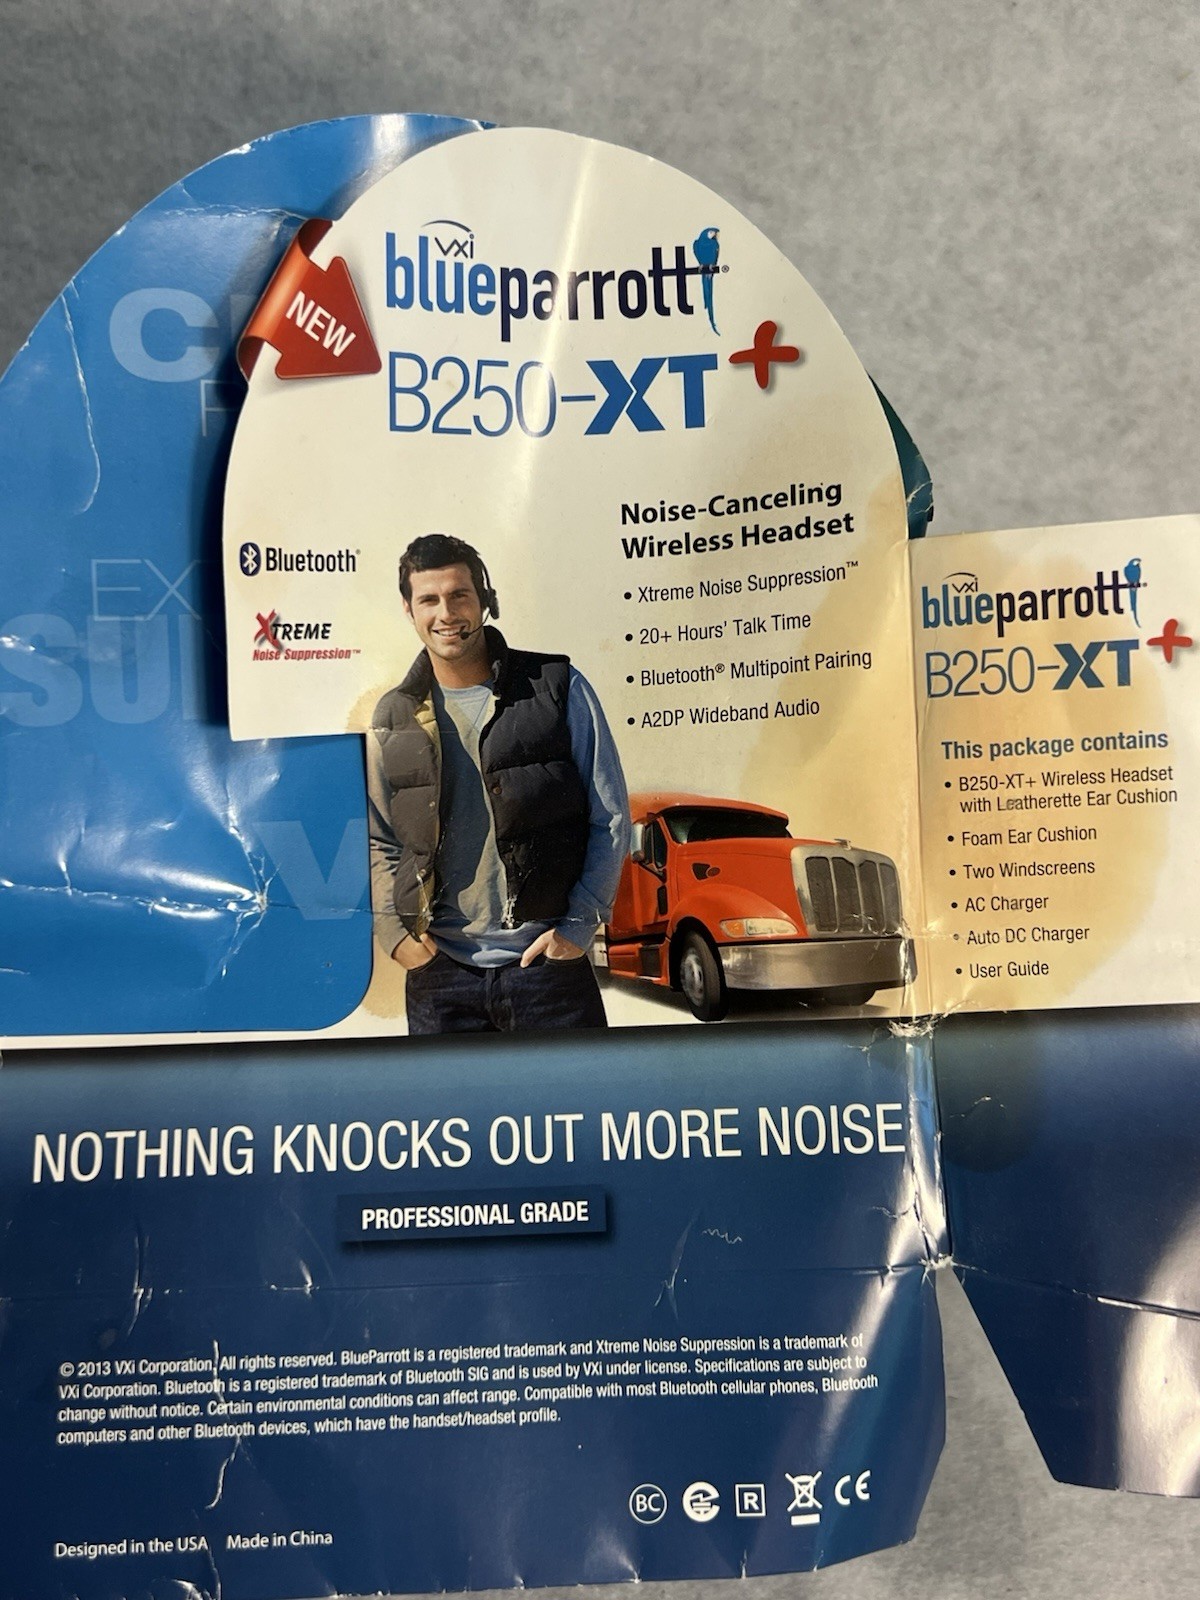 NEW
vxi
blueparrott®
B250-XT+
Bluetooth®
XTREME
Noise Suppression™
Noise-Canceling
Wireless Headset
• Xtreme Noise Suppression™
• 20+ Hours' Talk Time
• Bluetooth® Multipoint Pairing
• A2DP Wideband Audio
vxi
blueparrott
B250-XT+
This package contains
• B250-XT+ Wireless Headset
with Leatherette Ear Cushion
• Foam Ear Cushion
• Two Windscreens
• AC Charger
• Auto DC Charger
• User Guide
NOTHING KNOCKS OUT MORE NOISE
PROFESSIONAL GRADE
© 2013 VXi Corporation. All rights reserved. BlueParrott is a registered trademark and Xtreme Noise Suppression is a trademark of
VXi Corporation. Bluetooth is a registered trademark of Bluetooth SIG and is used by VXi under license. Specifications are subject to
change without notice. Certain environmental conditions can affect range. Compatible with most Bluetooth cellular phones, Bluetooth
computers and other Bluetooth devices, which have the handset/headset profile.
BC R CE
Designed in the USA Made in China